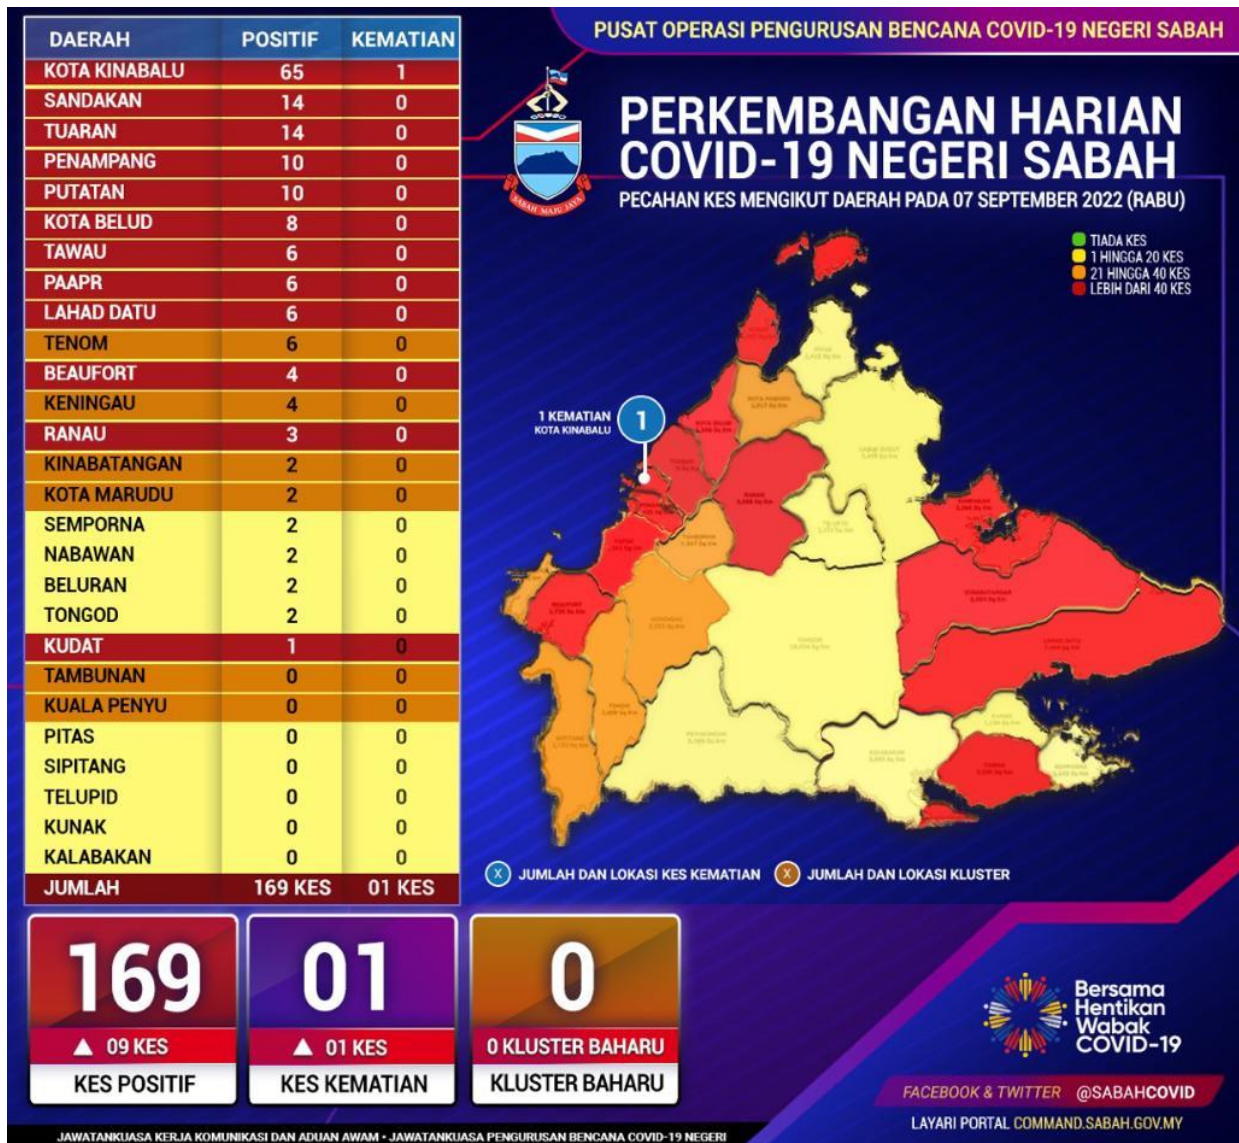 DAERAH POSITIF KEMATIAN
KOTA KINABALU 65 1
SANDAKAN 14 0
TUARAN 14 0
PENAMPANG 10 0
PUTATAN 10 0
KOTA BELUD 8 0
TAWAU 6 0
PAAPR 6 0
LAHAD DATU 6 0
TENOM 6 0
BEAUFORT 4 0
KENINGAU 4 0
RANAU 3 0
KINABATANGAN 2 0
KOTA MARUDU 2 0
SEMPORNA 2 0
NABAWAN 2 0
BELURAN 2 0
TONGOD 2 0
KUDAT 1 0
TAMBUNAN 0 0
KUALA PENYU 0 0
PITAS 0 0
SIPITANG 0 0
TELUPID 0 0
KUNAK 0 0
KALABAKAN 0 0
JUMLAH 169 KES 01 KES
PUSAT OPERASI PENGURUSAN BENCANA COVID-19 NEGERI SABAH
SABAH MAJU JAYA
PERKEMBANGAN HARIAN
COVID-19 NEGERI SABAH
PECAHAN KES MENGIKUT DAERAH PADA 07 SEPTEMBER 2022 (RABU)
TIADA KES
1 HINGGA 20 KES
21 HINGGA 40 KES
LEBIH DARI 40 KES
1 KEMATIAN
KOTA KINABALU
1
X JUMLAH DAN LOKASI KES KEMATIAN
X JUMLAH DAN LOKASI KLUSTER
169
▲ 09 KES
KES POSITIF
01
▲ 01 KES
KES KEMATIAN
0
0 KLUSTER BAHARU
KLUSTER BAHARU
Bersama
Hentikan
Wabak
COVID-19
FACEBOOK & TWITTER @SABAHCOVID
LAYARI PORTAL COMMAND.SABAH.GOV.MY
JAWATANKUASA KERJA KOMUNIKASI DAN ADUAN AWAM • JAWATANKUASA PENGURUSAN BENCANA COVID-19 NEGERI